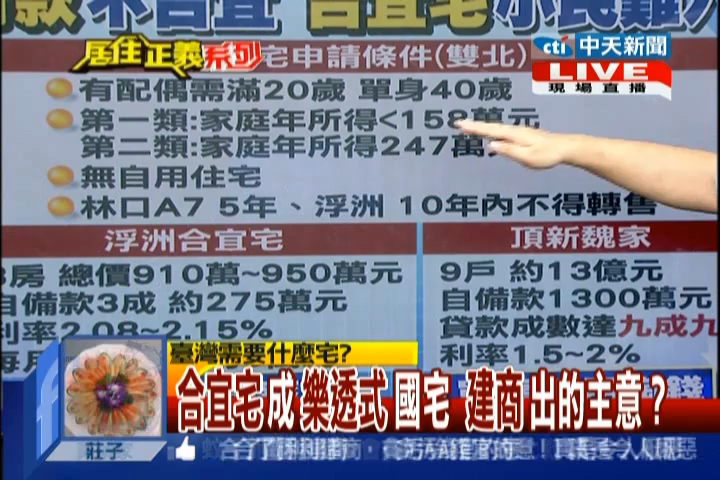 款 不合宜 合宜宅 小民難
居住正義系列
宅申請條件(雙北)
cti 中天新聞
LIVE
現場直播
有配偶需滿20歲 單身40歲
第一類:家庭年所得<158萬元
第二類:家庭年所得247萬
無自用住宅
林口A7 5年、浮洲 10年內不得轉售
浮洲合宜宅
3房 總價910萬~950萬元
自備款3成 約275萬元
利率2.08~2.15%
每月
頂新魏家
9戶 約13億元
自備款1300萬元
貸款成數達九成九
利率1.5~2%
臺灣需要什麼宅?
合宜宅成樂透式國宅 建商出的主意?
莊子